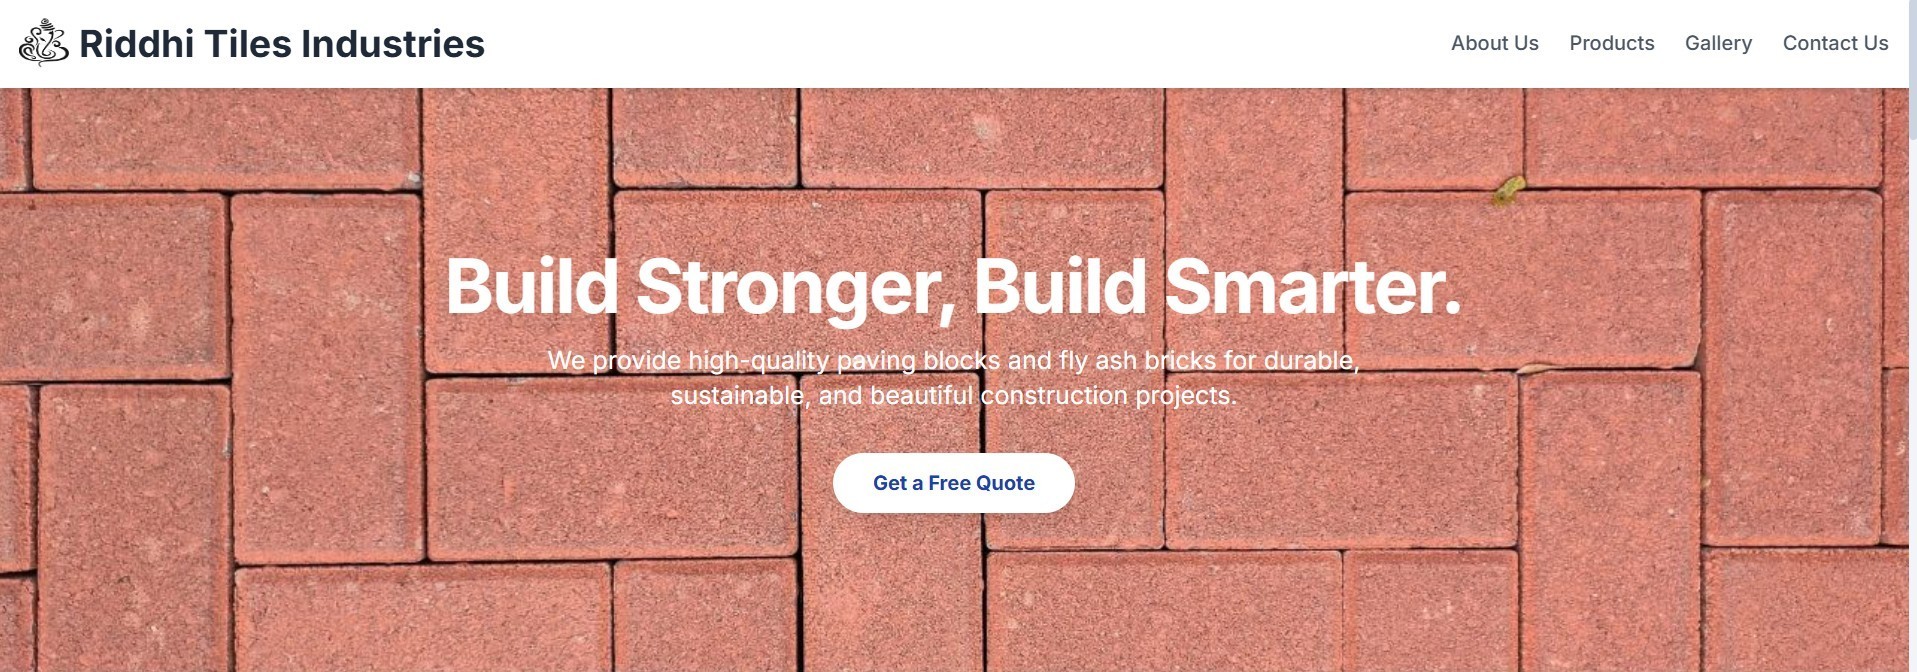 Riddhi Tiles Industries
About Us
Products
Gallery
Contact Us
Build Stronger, Build Smarter.
We provide high-quality paving blocks and fly ash bricks for durable,
sustainable, and beautiful construction projects.
Get a Free Quote